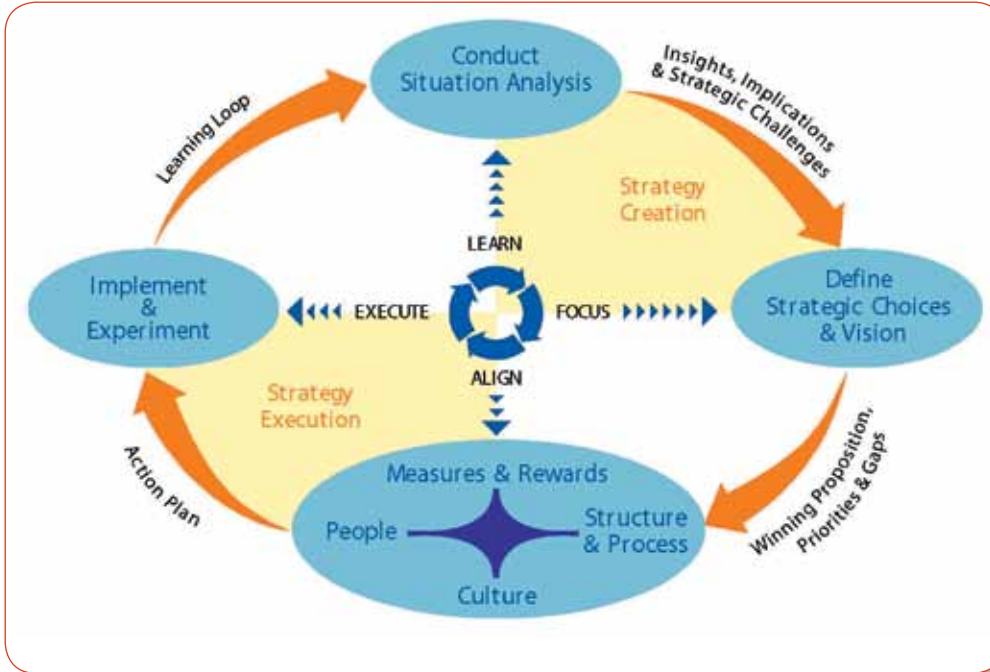 Conduct
Situation Analysis
Insights, Implications
& Strategic Challenges
Learning Loop
Strategy
Creation
LEARN
Implement
&
Experiment
EXECUTE
FOCUS
Define
Strategic Choices
& Vision
ALIGN
Strategy
Execution
Measures & Rewards
People
Structure
& Process
Culture
Action Plan
Winning Proposition,
Priorities & Gaps